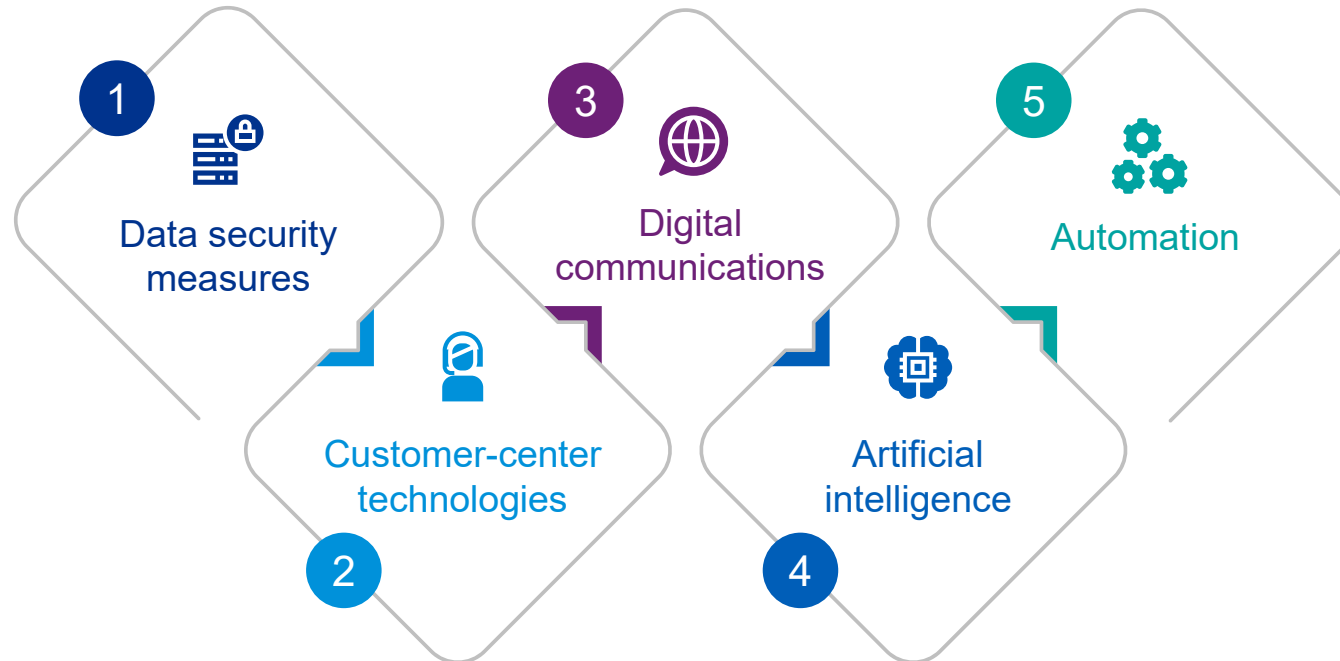 1
Data security
measures
2
Customer-center
technologies
3
Digital
communications
4
Artificial
intelligence
5
Automation